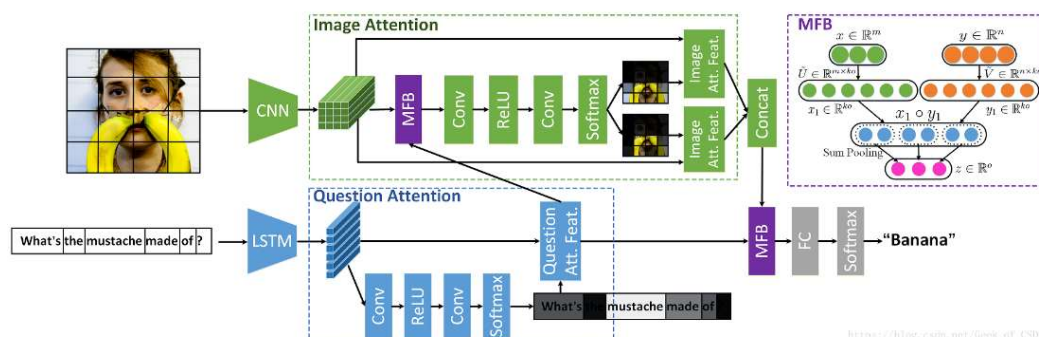 Image Attention
CNN
MFB
Conv
ReLU
Conv
Softmax
Image
Att. Feat.
Image
Att. Feat.
Concat
MFB
x ∈ ℝ^m
y ∈ ℝ^n
x₁ ∈ ℝ^{ko}
y₁ ∈ ℝ^{ko}
x₁ ∘ y₁
Sum Pooling
z ∈ ℝ^o
Question Attention
What's the mustache made of ?
LSTM
Question
Att. Feat.
MFB
FC
Softmax
"Banana"
Conv
ReLU
Conv
Softmax
What's the mustache made of